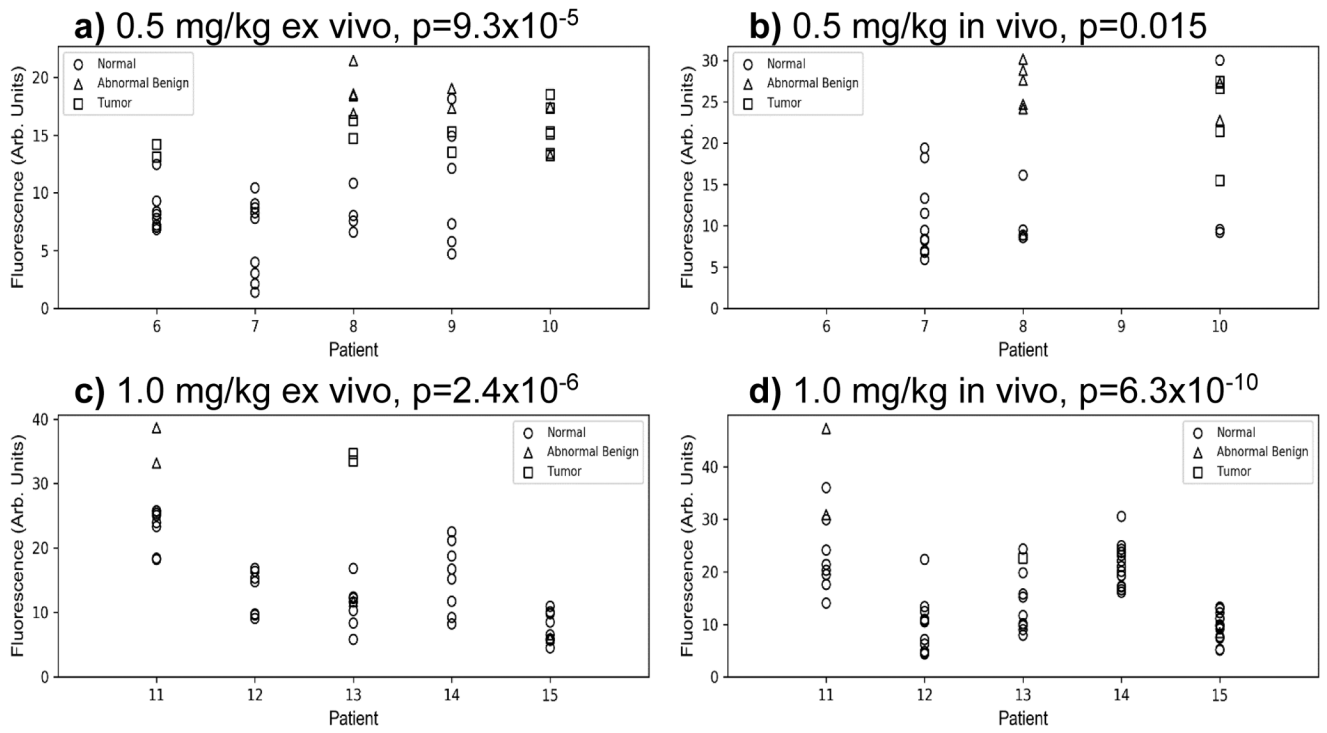 a) 0.5 mg/kg ex vivo, p=9.3x10-5
Normal
Abnormal Benign
Tumor
Fluorescence (Arb. Units)
20
15
10
5
0
6 7 8 9 10
Patient
b) 0.5 mg/kg in vivo, p=0.015
Normal
Abnormal Benign
Tumor
Fluorescence (Arb. Units)
30
25
20
15
10
5
0
6 7 8 9 10
Patient
c) 1.0 mg/kg ex vivo, p=2.4x10-6
Normal
Abnormal Benign
Tumor
Fluorescence (Arb. Units)
40
30
20
10
0
11 12 13 14 15
Patient
d) 1.0 mg/kg in vivo, p=6.3x10-10
Normal
Abnormal Benign
Tumor
Fluorescence (Arb. Units)
40
30
20
10
0
11 12 13 14 15
Patient